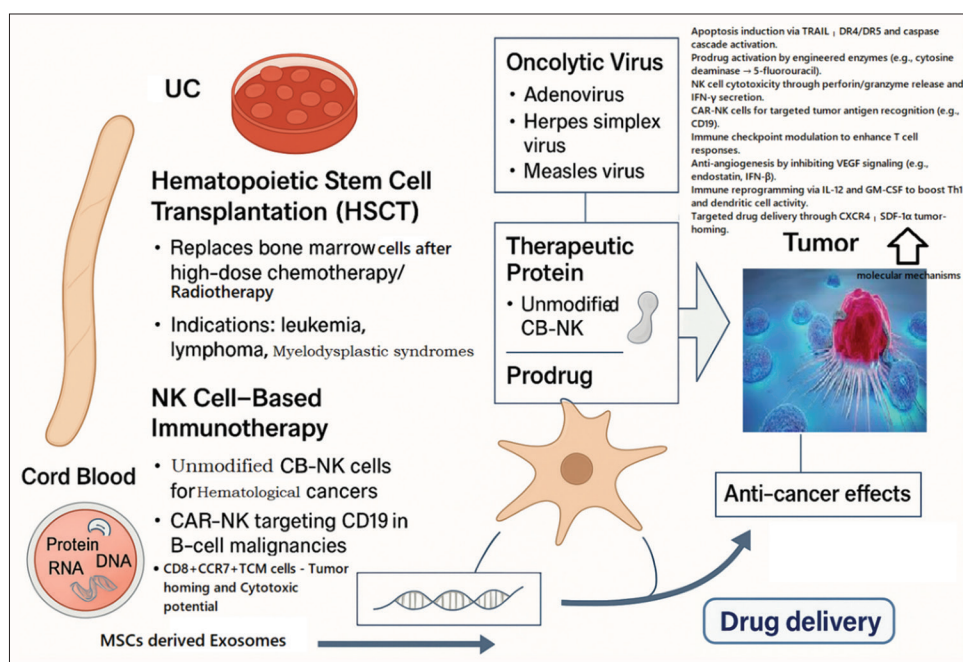 UC
Hematopoietic Stem Cell
Transplantation (HSCT)
• Replaces bone marrow cells after
high-dose chemotherapy/
Radiotherapy
• Indications: leukemia,
lymphoma, Myelodysplastic syndromes
NK Cell–Based
Immunotherapy
• Unmodified CB-NK cells
for Hematological cancers
• CAR-NK targeting CD19 in
B-cell malignancies
• CD8+CCR7+TCM cells - Tumor
homing and Cytotoxic
potential
Cord Blood
Protein
RNA
DNA
MSCs derived Exosomes
Oncolytic Virus
• Adenovirus
• Herpes simplex
virus
• Measles virus
Therapeutic
Protein
• Unmodified
CB-NK
Prodrug
Apoptosis induction via TRAIL ¡ DR4/DR5 and caspase
cascade activation.
Prodrug activation by engineered enzymes (e.g., cytosine
deaminase → 5-fluorouracil).
NK cell cytotoxicity through perforin/granzyme release and
IFN-γ secretion.
CAR-NK cells for targeted tumor antigen recognition (e.g.,
CD19).
Immune checkpoint modulation to enhance T cell
responses.
Anti-angiogenesis by inhibiting VEGF signaling (e.g.,
endostatin, IFN-β).
Immune reprogramming via IL-12 and GM-CSF to boost Th1
and dendritic cell activity.
Targeted drug delivery through CXCR4 ¡ SDF-1α tumor-
homing.
Tumor
molecular mechanisms
Anti-cancer effects
Drug delivery